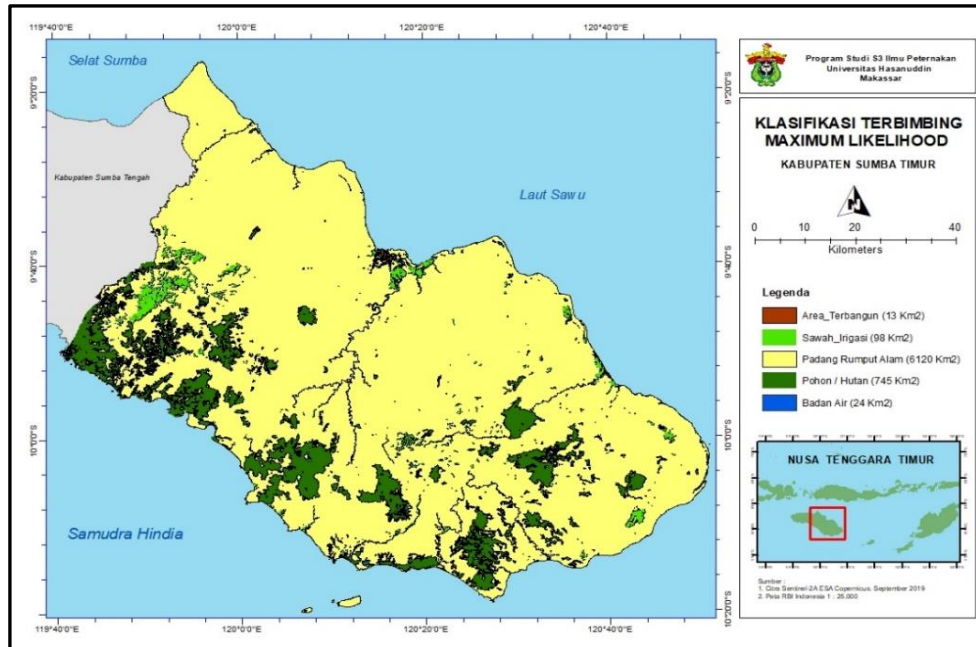 119°40'0"E
120°0'0"E
120°20'0"E
120°40'0"E
Selat Sumba
9°20'0"S
9°20'0"S
Kabupaten Sumba Tengah
Laut Sawu
9°40'0"S
9°40'0"S
10°0'0"S
10°0'0"S
Samudra Hindia
10°20'0"S
119°40'0"E
120°0'0"E
120°20'0"E
120°40'0"E
Program Studi S3 Ilmu Peternakan
Universitas Hasanuddin
Makassar
KLASIFIKASI TERBIMBING
MAXIMUM LIKELIHOOD
KABUPATEN SUMBA TIMUR
N
0 10 20 30 40
Kilometers
Legenda
Area_Terbangun (13 Km2)
Sawah_Irigasi (98 Km2)
Padang Rumput Alam (6120 Km2)
Pohon / Hutan (745 Km2)
Badan Air (24 Km2)
NUSA TENGGARA TIMUR
Sumber :
1. Citra Sentinel-2A ESA Copernicus, September 2019
2. Peta RBI Indonesia 1 : 25.000